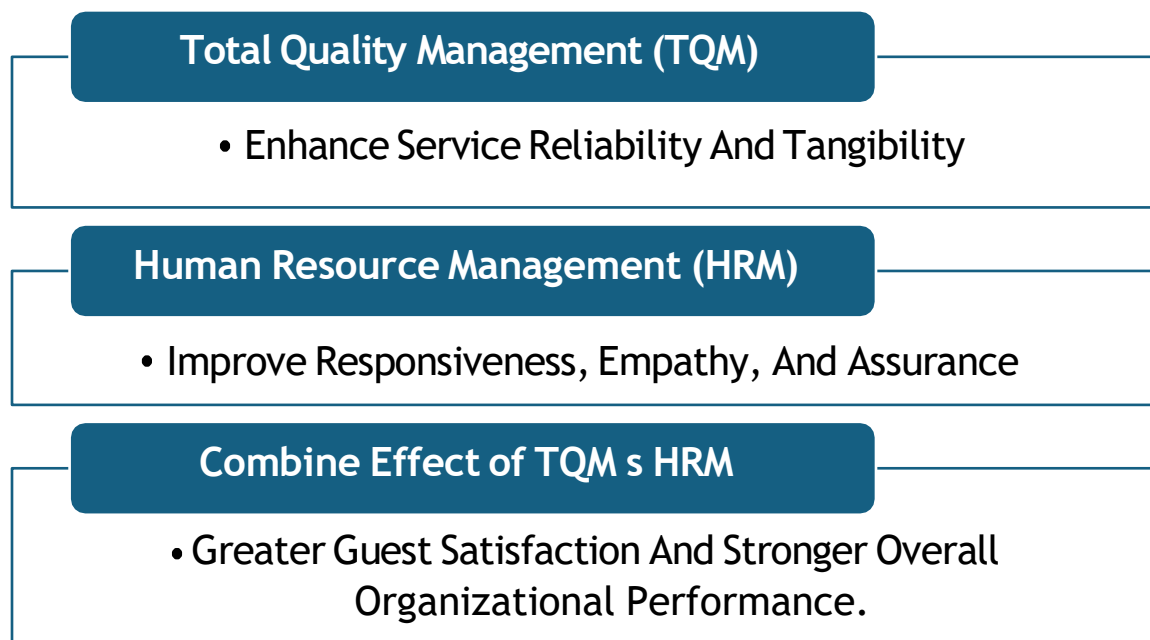 Total Quality Management (TQM)
• Enhance Service Reliability And Tangibility
Human Resource Management (HRM)
• Improve Responsiveness, Empathy, And Assurance
Combine Effect of TQM s HRM
• Greater Guest Satisfaction And Stronger Overall
Organizational Performance.